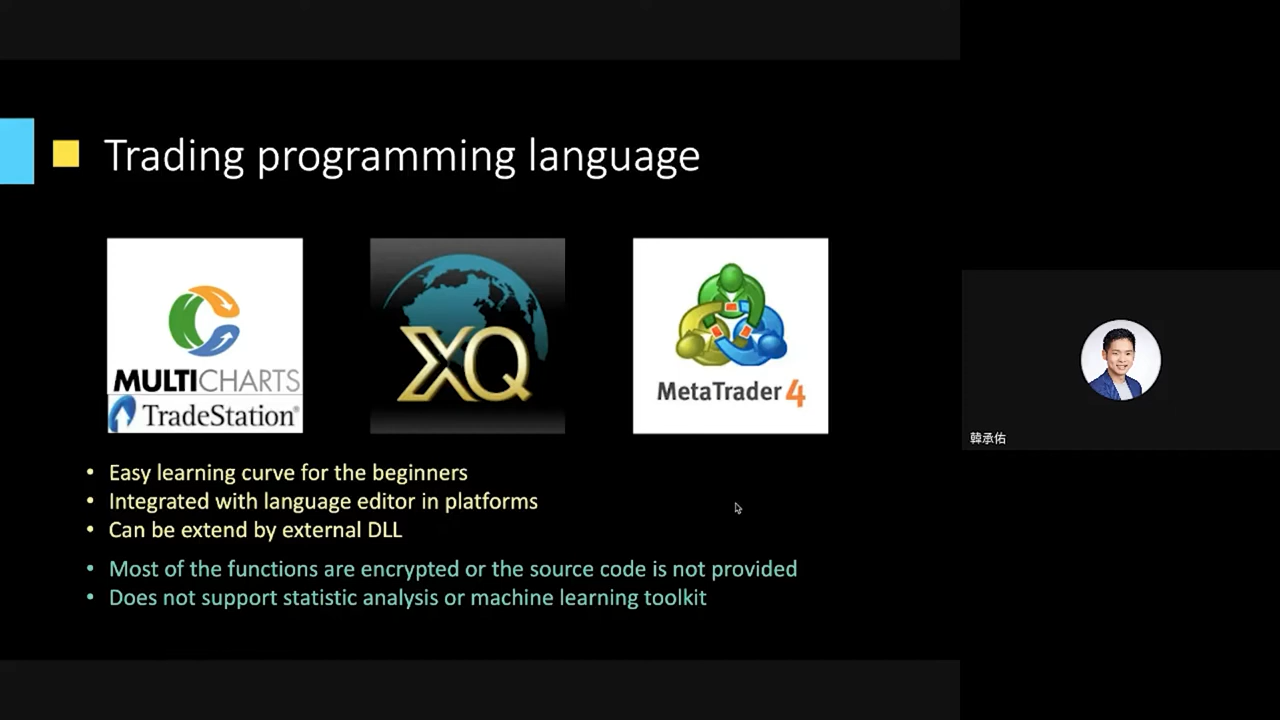 Trading programming language
MULTICHARTS
TradeStation®
XQ
MetaTrader 4
• Easy learning curve for the beginners
• Integrated with language editor in platforms
• Can be extend by external DLL
• Most of the functions are encrypted or the source code is not provided
• Does not support statistic analysis or machine learning toolkit
韓承佑